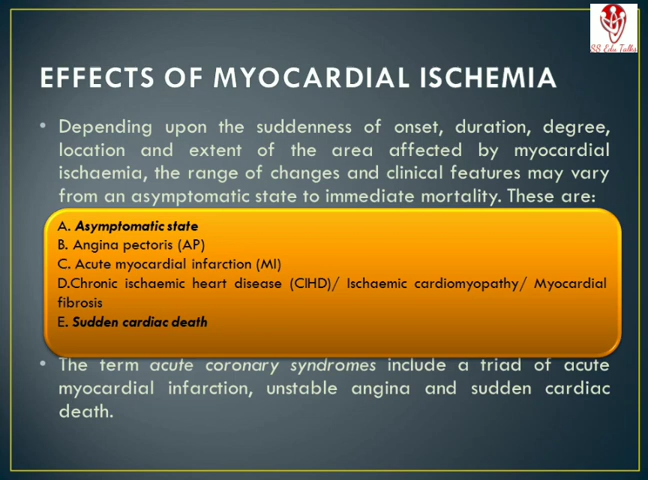 SS Edu Talks
EFFECTS OF MYOCARDIAL ISCHEMIA
• Depending upon the suddenness of onset, duration, degree,
location and extent of the area affected by myocardial
ischaemia, the range of changes and clinical features may vary
from an asymptomatic state to immediate mortality. These are:
A. Asymptomatic state
B. Angina pectoris (AP)
C. Acute myocardial infarction (MI)
D.Chronic ischaemic heart disease (CIHD)/ Ischaemic cardiomyopathy/ Myocardial
fibrosis
E. Sudden cardiac death
• The term acute coronary syndromes include a triad of acute
myocardial infarction, unstable angina and sudden cardiac
death.